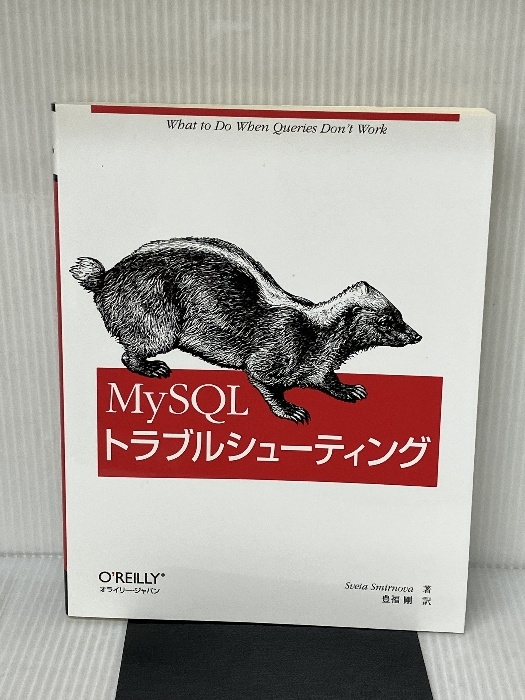 What to Do When Queries Don't Work
MySQL
トラブルシューティング
O'REILLY®
オライリー・ジャパン
Sveta Smirnova 著
豊福 剛 訳